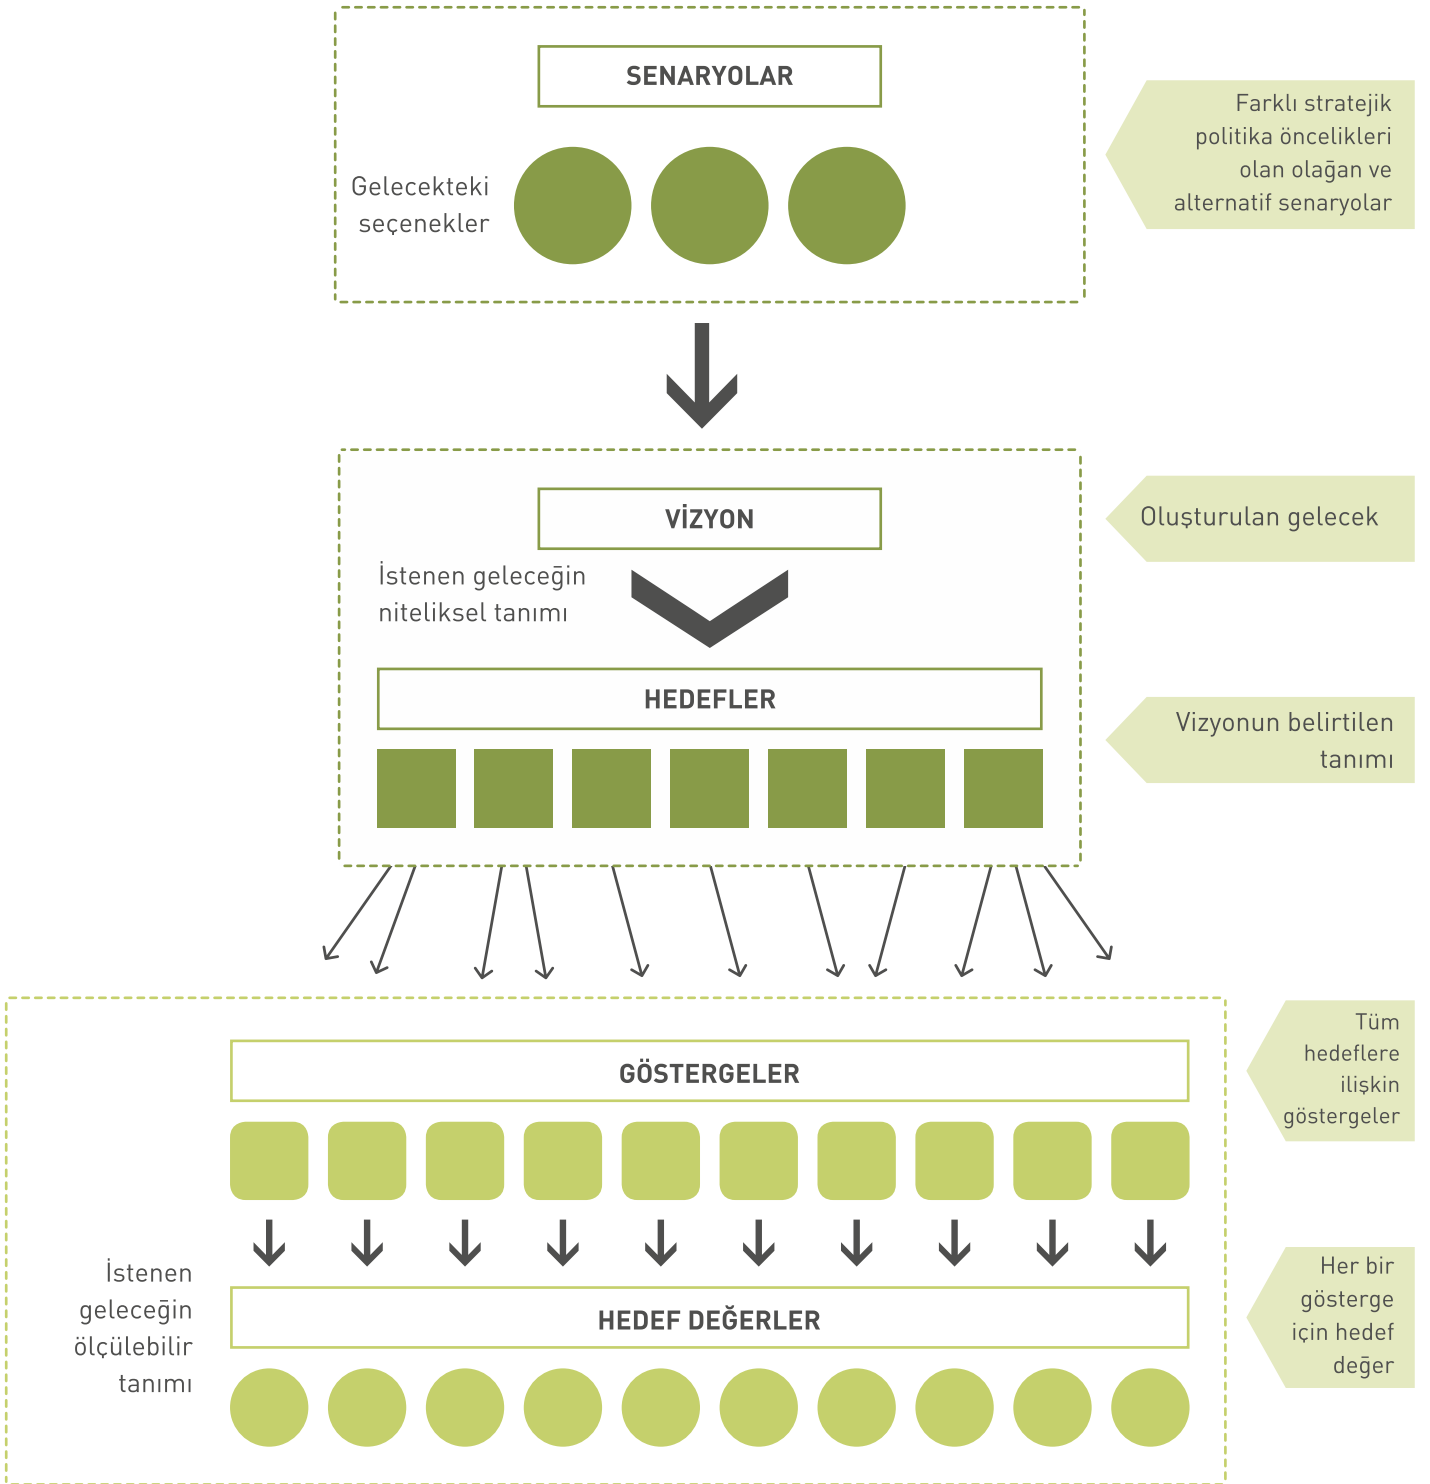 SENARYOLAR
Gelecekteki
seçenekler
Farklı stratejik
politika öncelikleri
olan olağan ve
alternatif senaryolar
VİZYON
Oluşturulan gelecek
İstenen geleceğin
niteliksel tanımı
HEDEFLER
Vizyonun belirtilen
tanımı
GÖSTERGELER
Tüm
hedeflere
ilişkin
göstergeler
İstenen
geleceğin
ölçülebilir
tanımı
HEDEF DEĞERLER
Her bir
gösterge
için hedef
değer